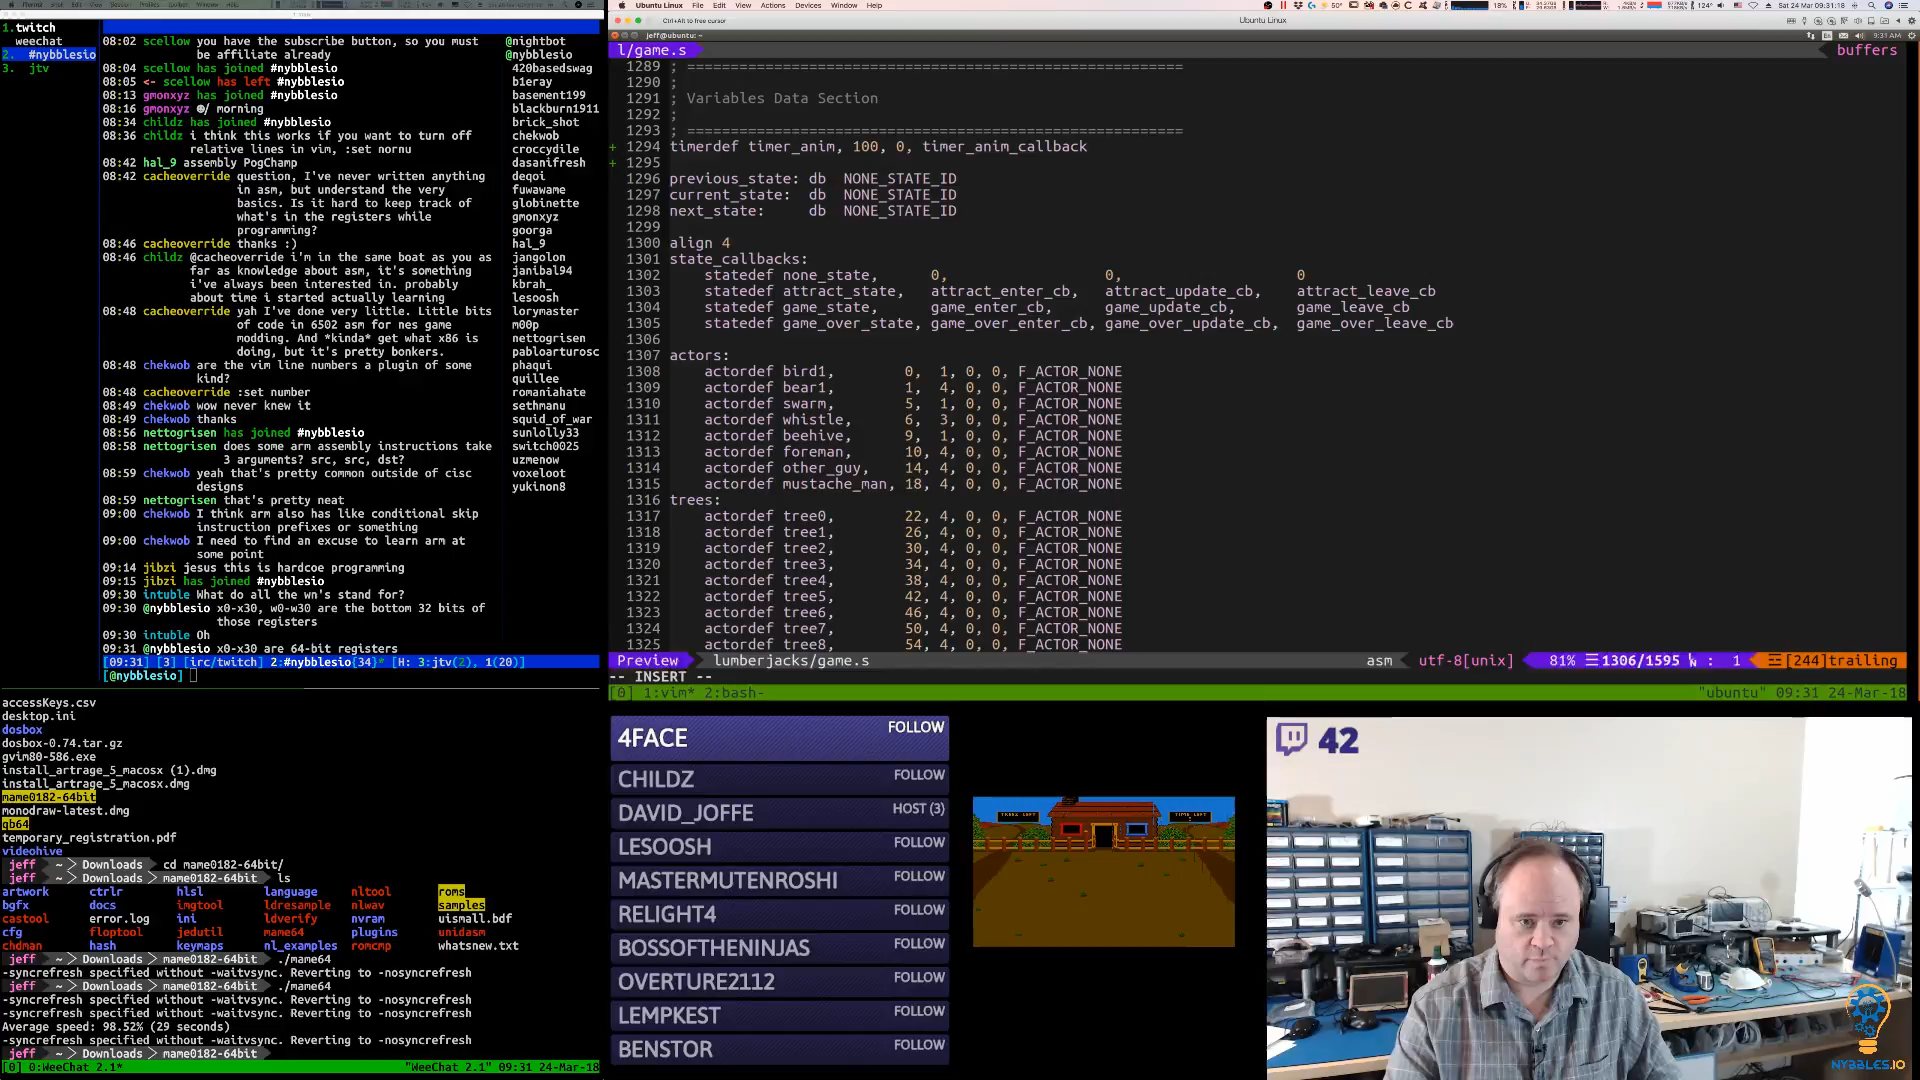 Ubuntu Linux File Edit View Actions Devices Window Help
50° 18% 124° Sat 24 Mar 09:31:18
Ctrl+Alt to free cursor
Ubuntu Linux
1.twitch
weechat
2. #nybblesio
3. jtv
08:02 scellow you have the subscribe button, so you must
be affiliate already
08:04 scellow has joined #nybblesio
08:05 <- scellow has left #nybblesio
08:13 gmonxyz has joined #nybblesio
08:16 gmonxyz ☻/ morning
08:34 childz has joined #nybblesio
08:36 childz i think this works if you want to turn off
relative lines in vim, :set nornu
08:42 hal_9 assembly PogChamp
08:42 cacheoverride question, I've never written anything
in asm, but understand the very
basics. Is it hard to keep track of
what's in the registers while
programming?
08:46 cacheoverride thanks :)
08:46 childz @cacheoverride i'm in the same boat as you as
far as knowledge about asm, it's something
i've always been interested in. probably
about time i started actually learning
08:48 cacheoverride yah I've done very little. Little bits
of code in 6502 asm for nes game
modding. And *kinda* get what x86 is
doing, but it's pretty bonkers.
08:48 chekwob are the vim line numbers a plugin of some
kind?
08:48 cacheoverride :set number
08:49 chekwob wow never knew it
08:49 chekwob thanks
08:56 nettogrisen has joined #nybblesio
08:58 nettogrisen does some arm assembly instructions take
3 arguments? src, src, dst?
08:59 chekwob yeah that's pretty common outside of cisc
designs
08:59 nettogrisen that's pretty neat
09:00 chekwob I think arm also has like conditional skip
instruction prefixes or something
09:00 chekwob I need to find an excuse to learn arm at
some point
09:14 jibzi jesus this is hardcoe programming
09:15 jibzi has joined #nybblesio
09:30 intuble What do all the wn's stand for?
09:30 @nybblesio x0-x30, w0-w30 are the bottom 32 bits of
those registers
09:30 intuble Oh
09:31 @nybblesio x0-x30 are 64-bit registers
[09:31] [3] [irc/twitch] 2:#nybblesio{34}* [H: 3:jtv(2), 1(20)]
[@nybblesio]
@nightbot
@nybblesio
420basedswag
b1eray
basement199
blackburn1911
brick_shot
chekwob
croccydile
dasanifresh
deqoi
fuwawame
globinette
gmonxyz
goorga
hal_9
jangolon
janibal94
kbrah_
lesoosh
lorymaster
m00p
nettogrisen
pabloarturosc
phaqui
quillee
romaniahate
sethmanu
squid_of_war
sunlolly33
switch0025
uzmenow
voxeloot
yukinon8
accessKeys.csv
desktop.ini
dosbox
dosbox-0.74.tar.gz
gvim80-586.exe
install_artrage_5_macosx (1).dmg
install_artrage_5_macosx.dmg
mame0182-64bit
monodraw-latest.dmg
qb64
temporary_registration.pdf
videohive
jeff ~ > Downloads > cd mame0182-64bit/
jeff ~ > Downloads > mame0182-64bit > ls
artwork ctrlr hlsl language nltool roms
bgfx docs imgtool ldresample nlwav samples
castool error.log ini ldverify nvram uismall.bdf
cfg floptool jedutil mame64 plugins unidasm
chdman hash keymaps nl_examples romcmp whatsnew.txt
jeff ~ > Downloads > mame0182-64bit > ./mame64
-syncrefresh specified without -waitvsync. Reverting to -nosyncrefresh
jeff ~ > Downloads > mame0182-64bit > ./mame64
-syncrefresh specified without -waitvsync. Reverting to -nosyncrefresh
-syncrefresh specified without -waitvsync. Reverting to -nosyncrefresh
Average speed: 98.52% (29 seconds)
-syncrefresh specified without -waitvsync. Reverting to -nosyncrefresh
jeff ~ > Downloads > mame0182-64bit >
[0] 0:WeeChat 2.1* "WeeChat 2.1" 09:31 24-Mar-18
jeff@ubuntu: ~ 9:31 AM
l/game.s buffers
1289 ; =========================================================
1290 ;
1291 ; Variables Data Section
1292 ;
1293 ; =========================================================
+ 1294 timerdef timer_anim, 100, 0, timer_anim_callback
+ 1295
1296 previous_state: db NONE_STATE_ID
1297 current_state: db NONE_STATE_ID
1298 next_state: db NONE_STATE_ID
1299
1300 align 4
1301 state_callbacks:
1302 statedef none_state, 0, 0, 0
1303 statedef attract_state, attract_enter_cb, attract_update_cb, attract_leave_cb
1304 statedef game_state, game_enter_cb, game_update_cb, game_leave_cb
1305 statedef game_over_state, game_over_enter_cb, game_over_update_cb, game_over_leave_cb
1306
1307 actors:
1308 actordef bird1, 0, 1, 0, 0, F_ACTOR_NONE
1309 actordef bear1, 1, 4, 0, 0, F_ACTOR_NONE
1310 actordef swarm, 5, 1, 0, 0, F_ACTOR_NONE
1311 actordef whistle, 6, 3, 0, 0, F_ACTOR_NONE
1312 actordef beehive, 9, 1, 0, 0, F_ACTOR_NONE
1313 actordef foreman, 10, 4, 0, 0, F_ACTOR_NONE
1314 actordef other_guy, 14, 4, 0, 0, F_ACTOR_NONE
1315 actordef mustache_man, 18, 4, 0, 0, F_ACTOR_NONE
1316 trees:
1317 actordef tree0, 22, 4, 0, 0, F_ACTOR_NONE
1318 actordef tree1, 26, 4, 0, 0, F_ACTOR_NONE
1319 actordef tree2, 30, 4, 0, 0, F_ACTOR_NONE
1320 actordef tree3, 34, 4, 0, 0, F_ACTOR_NONE
1321 actordef tree4, 38, 4, 0, 0, F_ACTOR_NONE
1322 actordef tree5, 42, 4, 0, 0, F_ACTOR_NONE
1323 actordef tree6, 46, 4, 0, 0, F_ACTOR_NONE
1324 actordef tree7, 50, 4, 0, 0, F_ACTOR_NONE
1325 actordef tree8, 54, 4, 0, 0, F_ACTOR_NONE
Preview lumberjacks/game.s asm utf-8[unix] 81% ☰ 1306/1595 : 1 ☲ [244]trailing
-- INSERT --
[0] 1:vim* 2:bash- "ubuntu" 09:31 24-Mar-18
4FACE FOLLOW
CHILDZ FOLLOW
DAVID_JOFFE HOST (3)
LESOOSH FOLLOW
MASTERMUTENROSHI FOLLOW
RELIGHT4 FOLLOW
BOSSOFTHENINJAS FOLLOW
OVERTURE2112 FOLLOW
LEMPKEST FOLLOW
BENSTOR FOLLOW
TREES LEFT
TIME LEFT
42
NYBBLES.IO